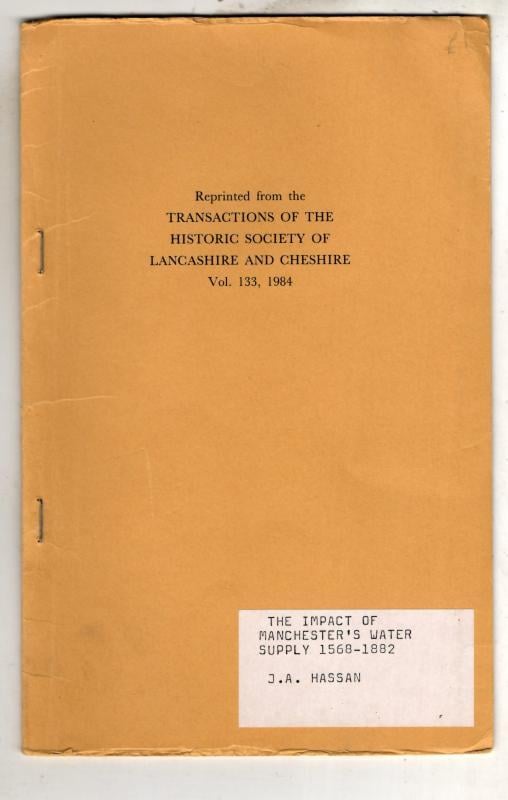 Reprinted from the
TRANSACTIONS OF THE
HISTORIC SOCIETY OF
LANCASHIRE AND CHESHIRE
Vol. 133, 1984
THE IMPACT OF
MANCHESTER'S WATER
SUPPLY 1568-1882
J.A. HASSAN